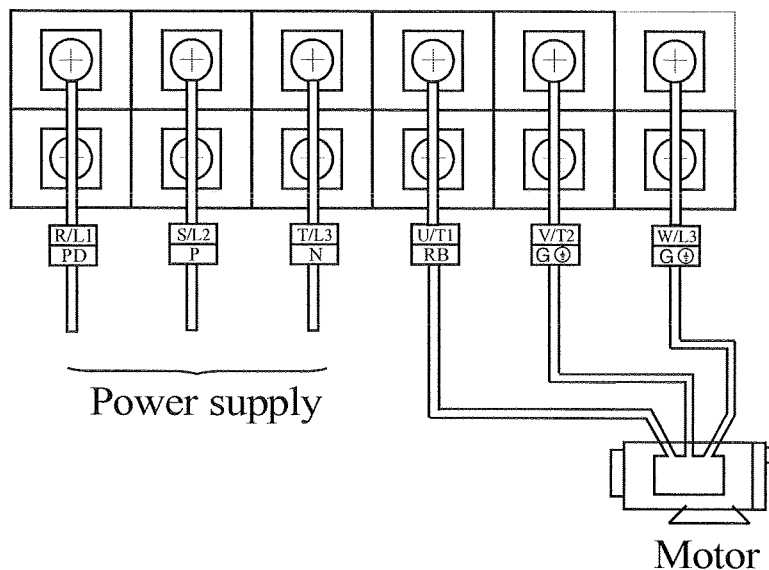 R/L1 S/L2 T/L3 U/T1 V/T2 W/L3
PD P N RB G ⏚ G ⏚
Power supply
Motor